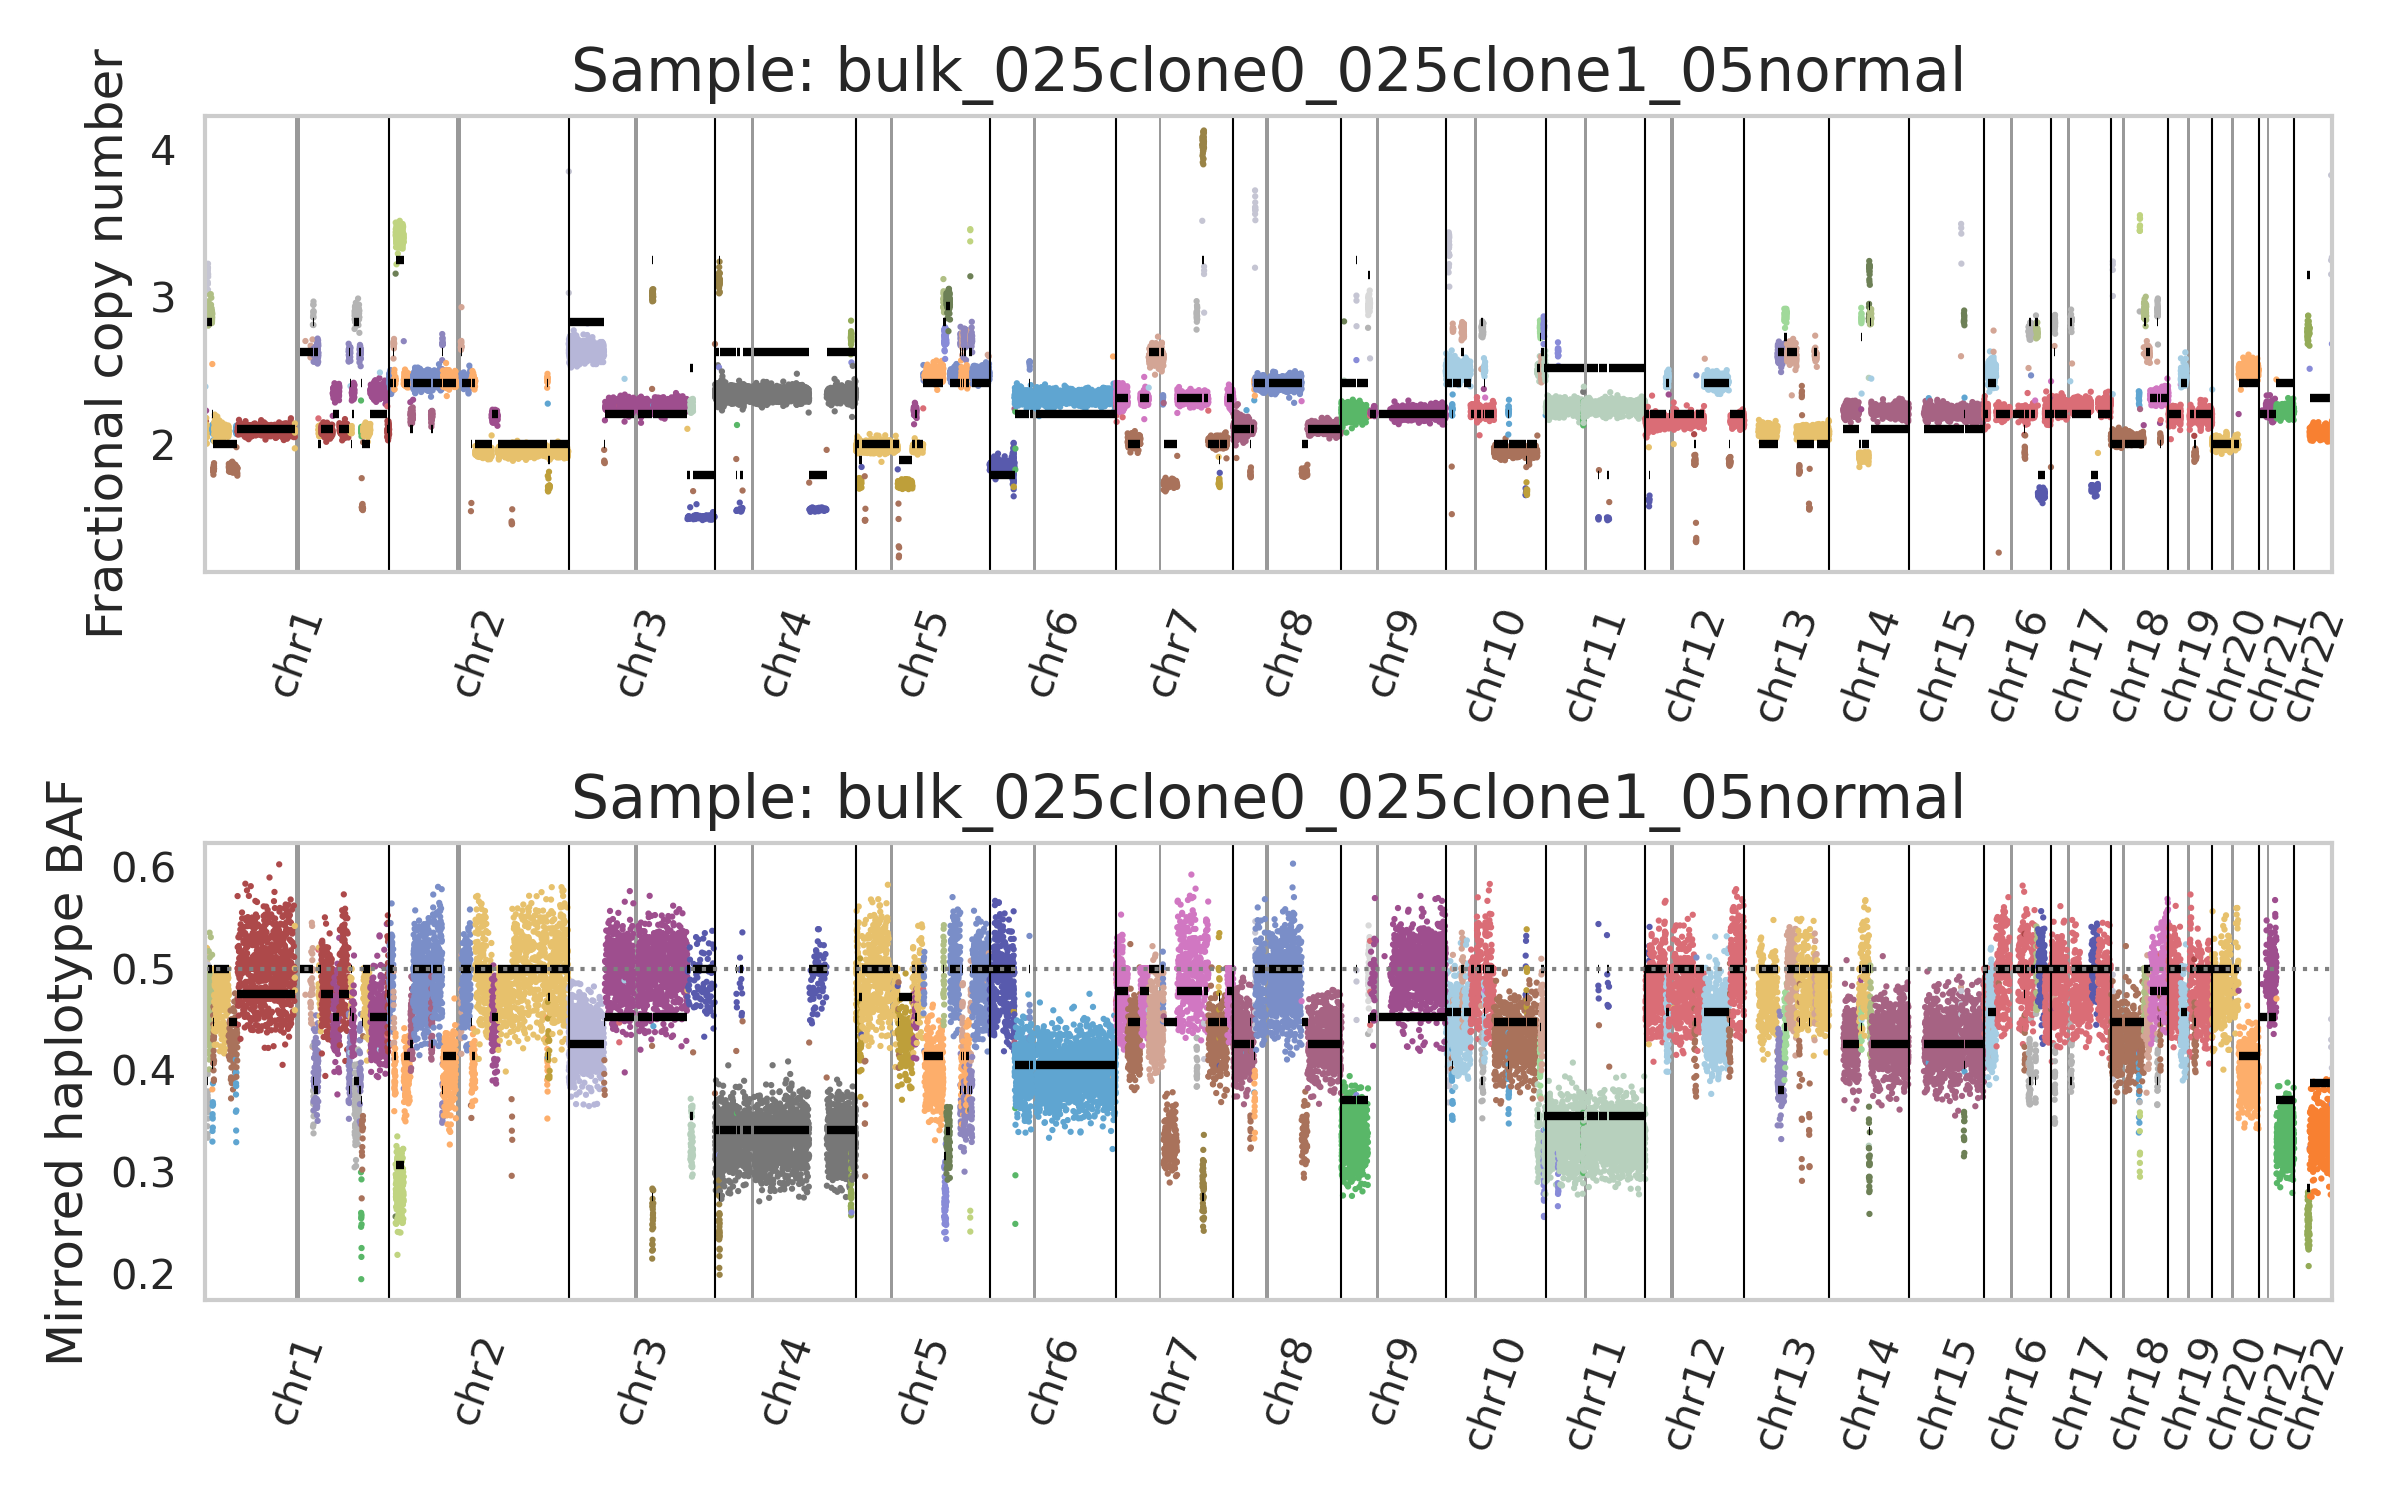 Sample: bulk_025clone0_025clone1_05normal
Fractional copy number
4
3
2
chr1
chr2
chr3
chr4
chr5
chr6
chr7
chr8
chr9
chr10
chr11
chr12
chr13
chr14
chr15
chr16
chr17
chr18
chr19
chr20
chr21
chr22
Sample: bulk_025clone0_025clone1_05normal
Mirrored haplotype BAF
0.6
0.5
0.4
0.3
0.2
chr1
chr2
chr3
chr4
chr5
chr6
chr7
chr8
chr9
chr10
chr11
chr12
chr13
chr14
chr15
chr16
chr17
chr18
chr19
chr20
chr21
chr22